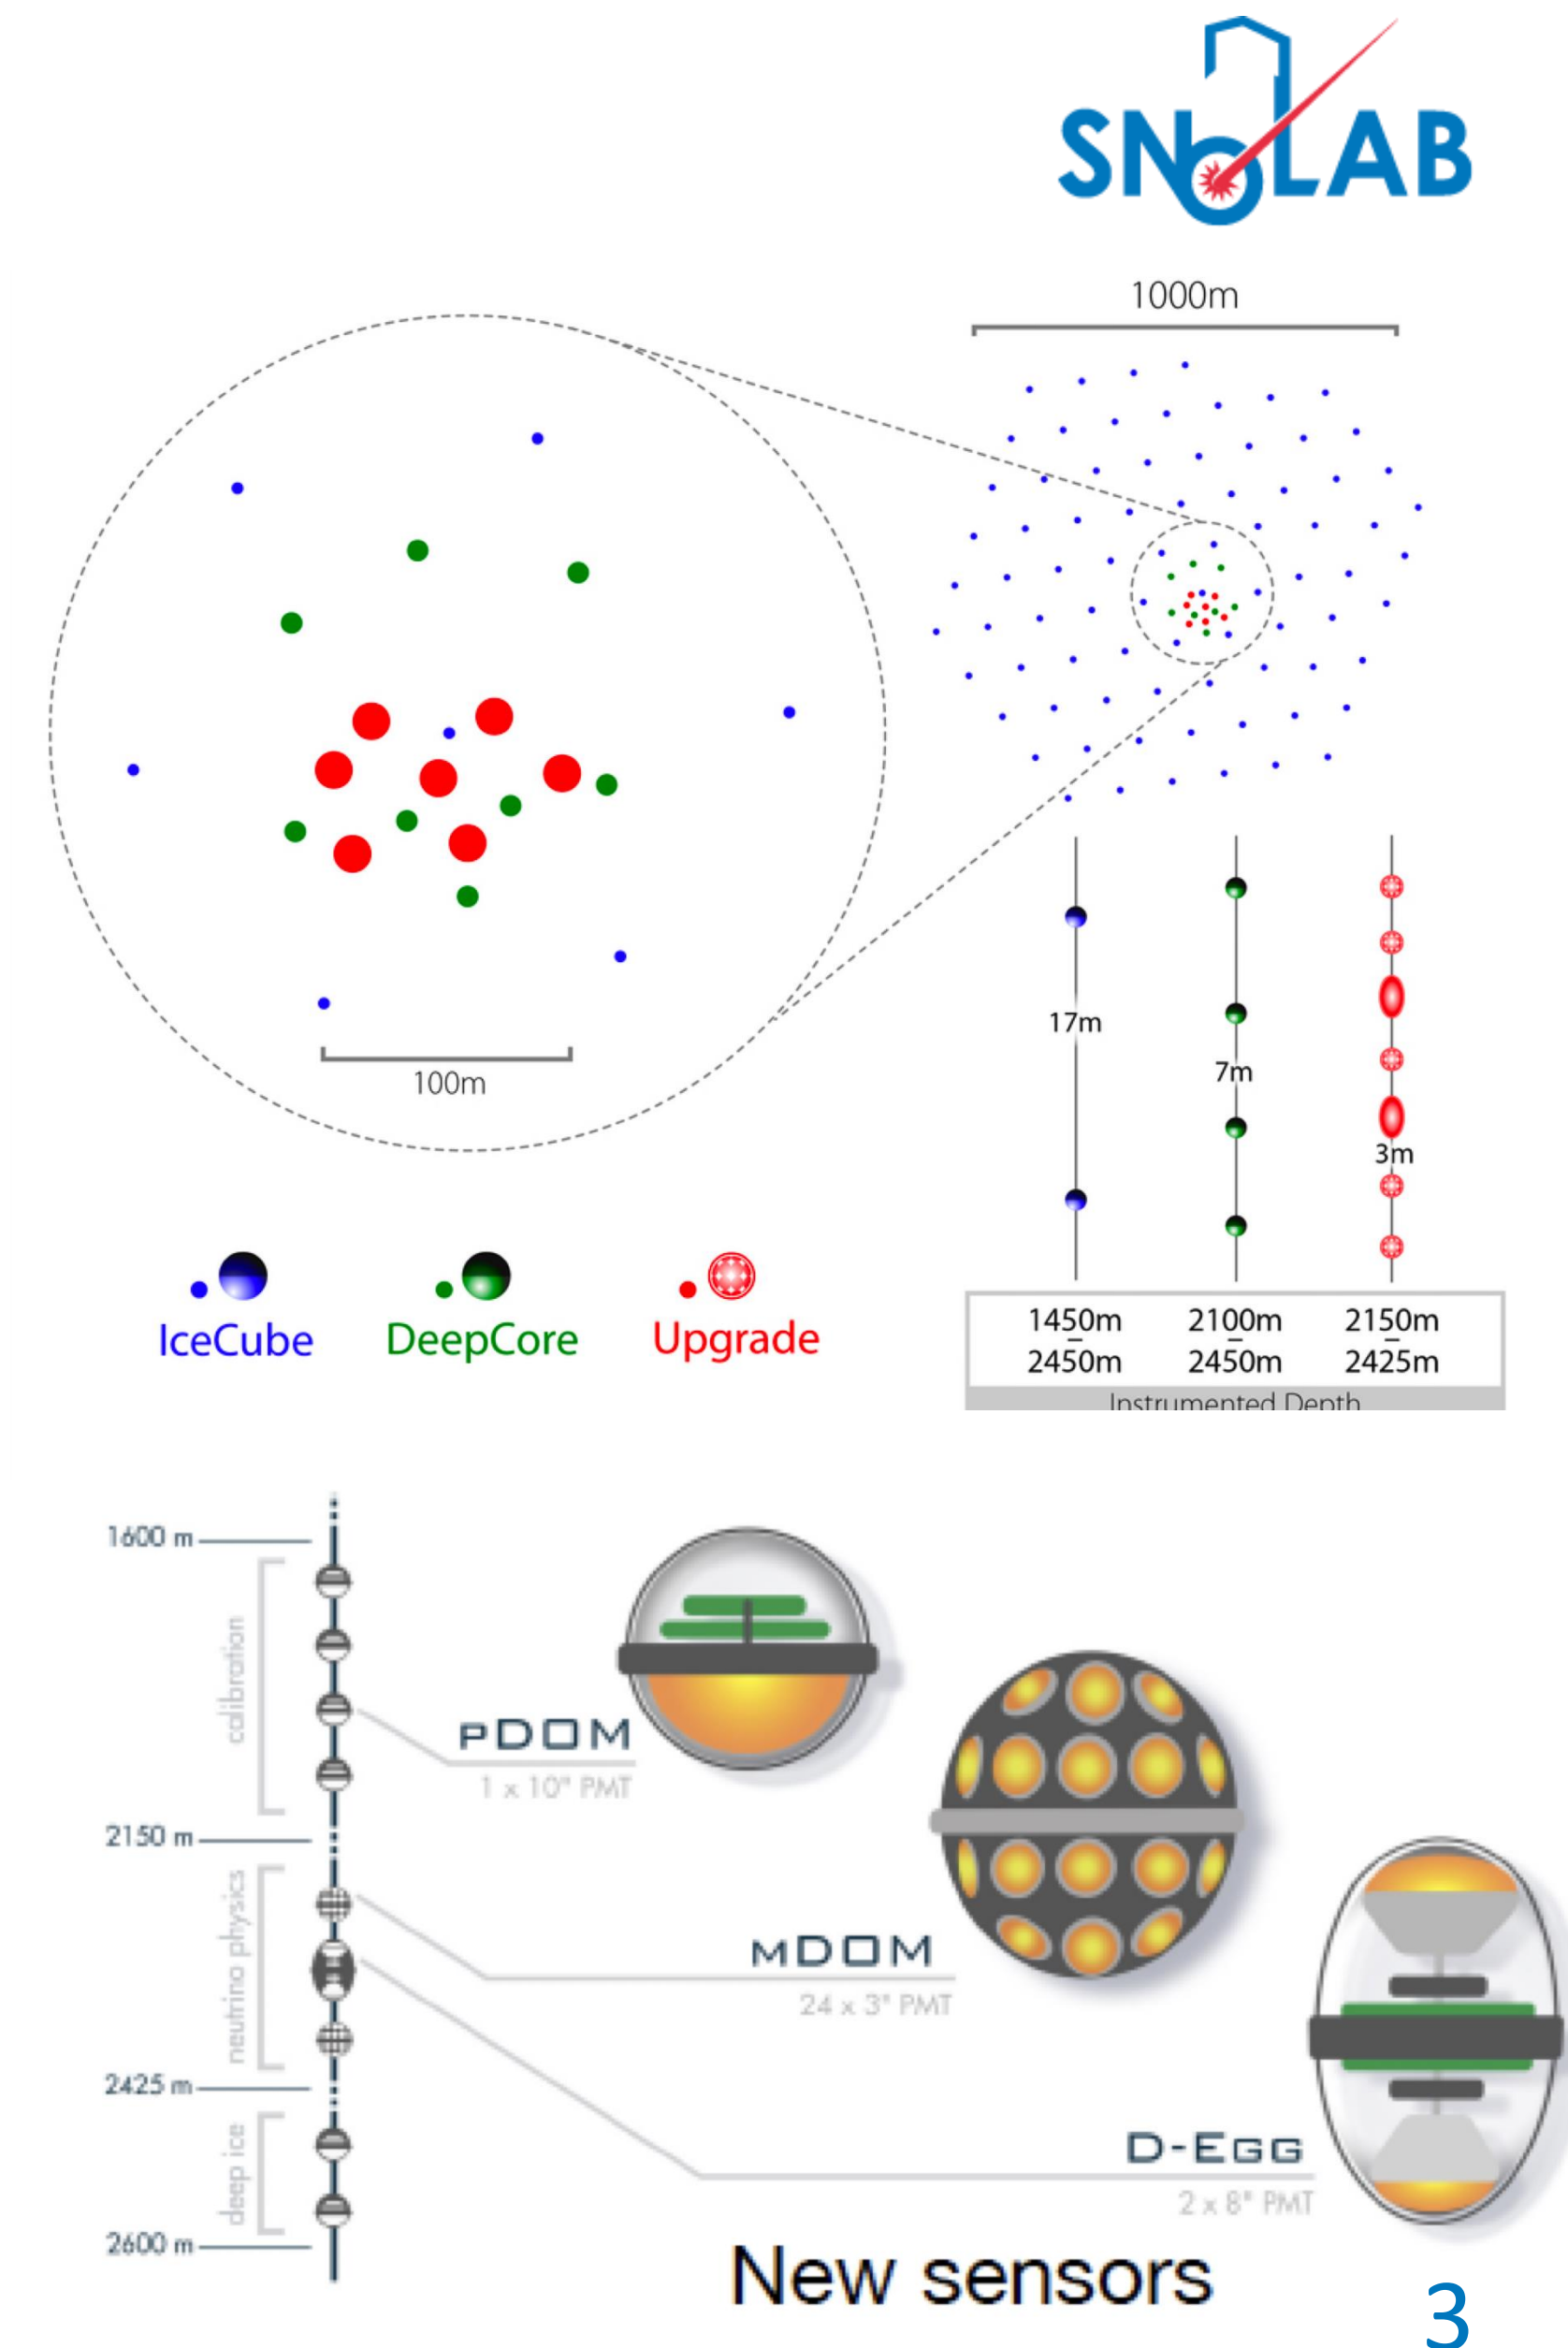 SNOLAB
1000m
100m
17m
7m
3m
IceCube
DeepCore
Upgrade
1450m
–
2450m
2100m
–
2450m
2150m
–
2425m
Instrumented Depth
1600 m
calibration
pDOM
1 x 10" PMT
2150 m
neutrino physics
mDOM
24 x 3" PMT
2425 m
deep ice
D-Egg
2 x 8" PMT
2600 m
New sensors
3